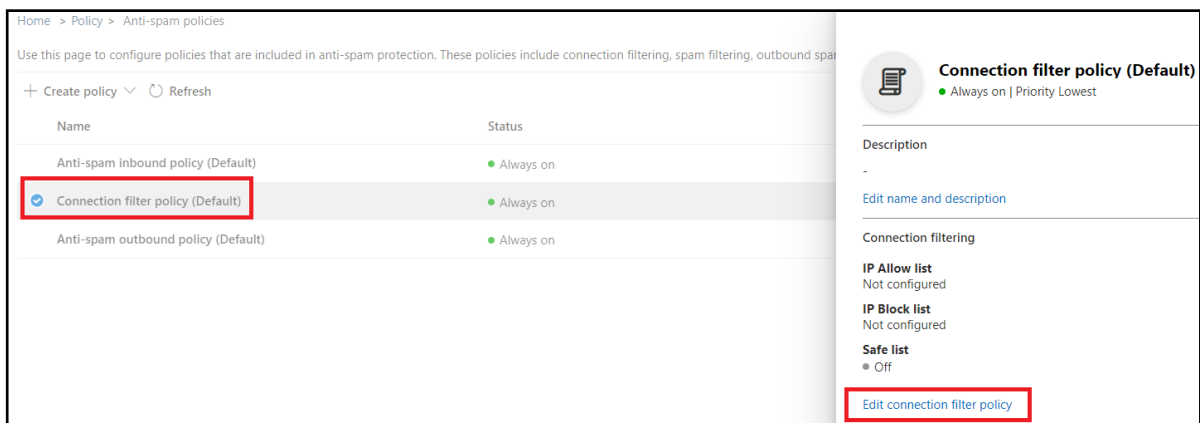 Home > Policy > Anti-spam policies
Use this page to configure policies that are included in anti-spam protection. These policies include connection filtering, spam filtering, outbound spa
Create policy Refresh
Name Status
Anti-spam inbound policy (Default) Always on
Connection filter policy (Default) Always on
Anti-spam outbound policy (Default) Always on
Connection filter policy (Default)
Always on | Priority Lowest
Description
-
Edit name and description
Connection filtering
IP Allow list
Not configured
IP Block list
Not configured
Safe list
Off
Edit connection filter policy